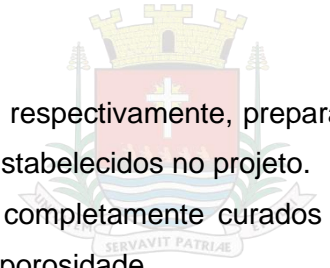 respectivamente, prepara
stabelecidos no projeto.
completamente curados
porosidade
SERVAVIT PATRIAE